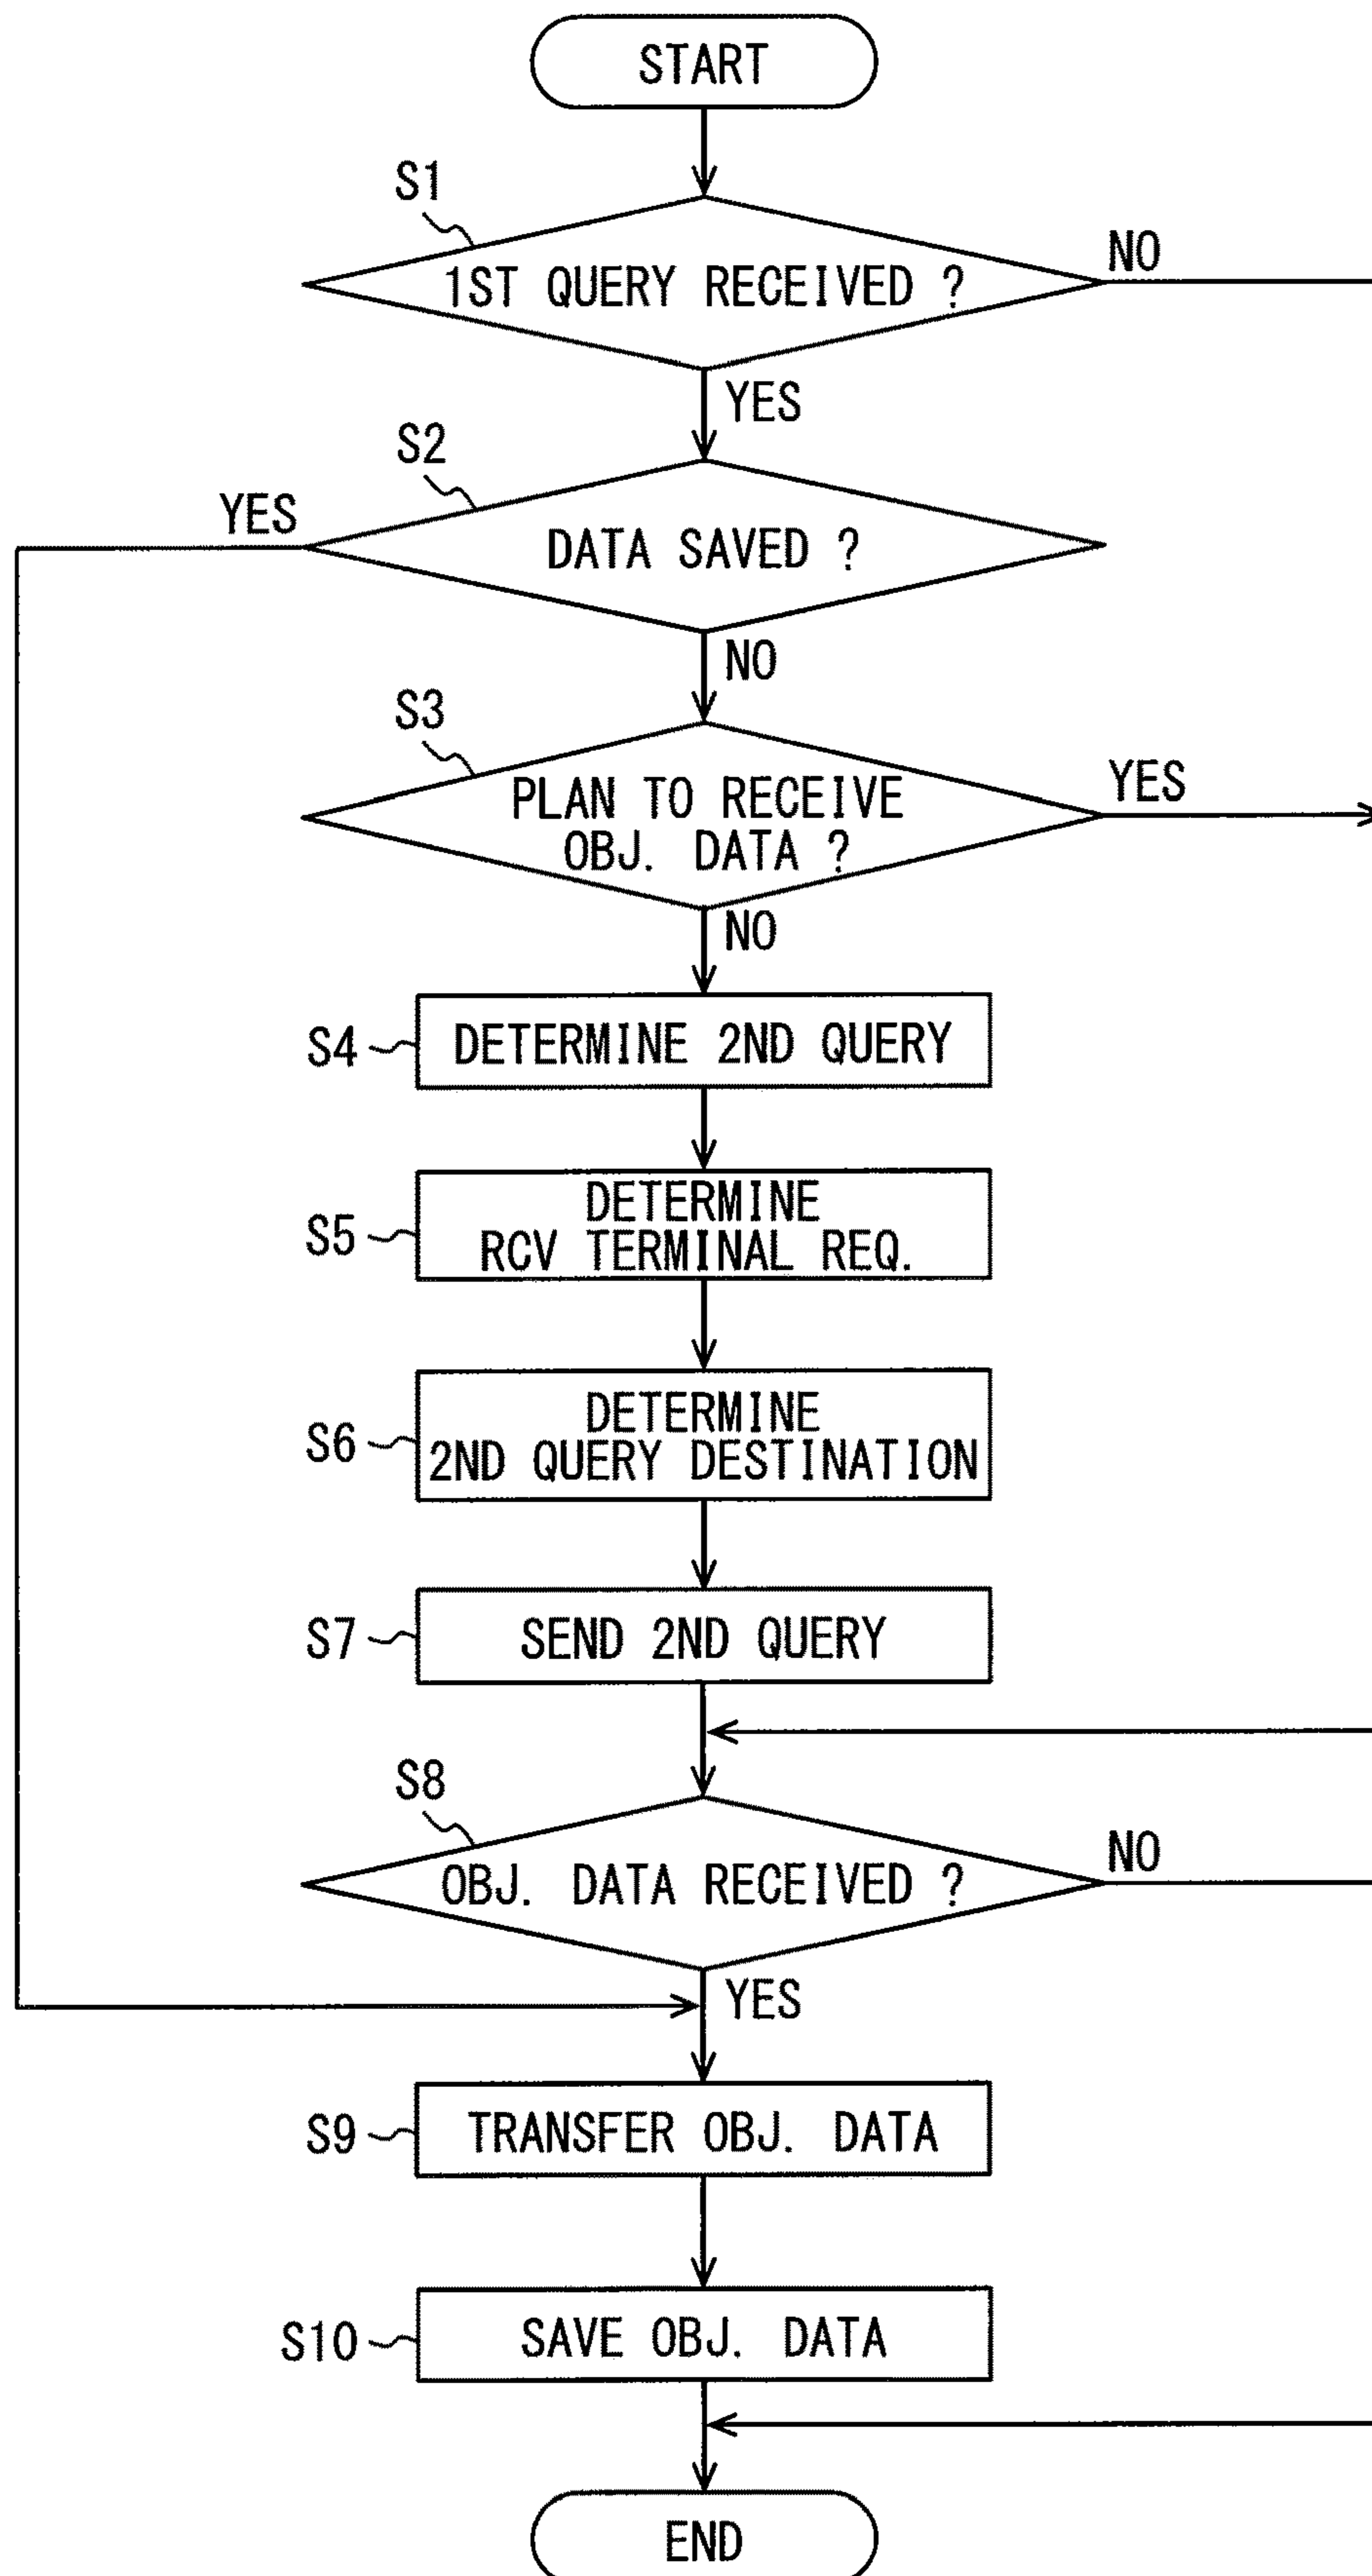 START
S1
1ST QUERY RECEIVED ?
NO
YES
S2
YES
DATA SAVED ?
NO
S3
PLAN TO RECEIVE
OBJ. DATA ?
YES
NO
S4
DETERMINE 2ND QUERY
S5
DETERMINE
RCV TERMINAL REQ.
S6
DETERMINE
2ND QUERY DESTINATION
S7
SEND 2ND QUERY
S8
OBJ. DATA RECEIVED ?
NO
YES
S9
TRANSFER OBJ. DATA
S10
SAVE OBJ. DATA
END